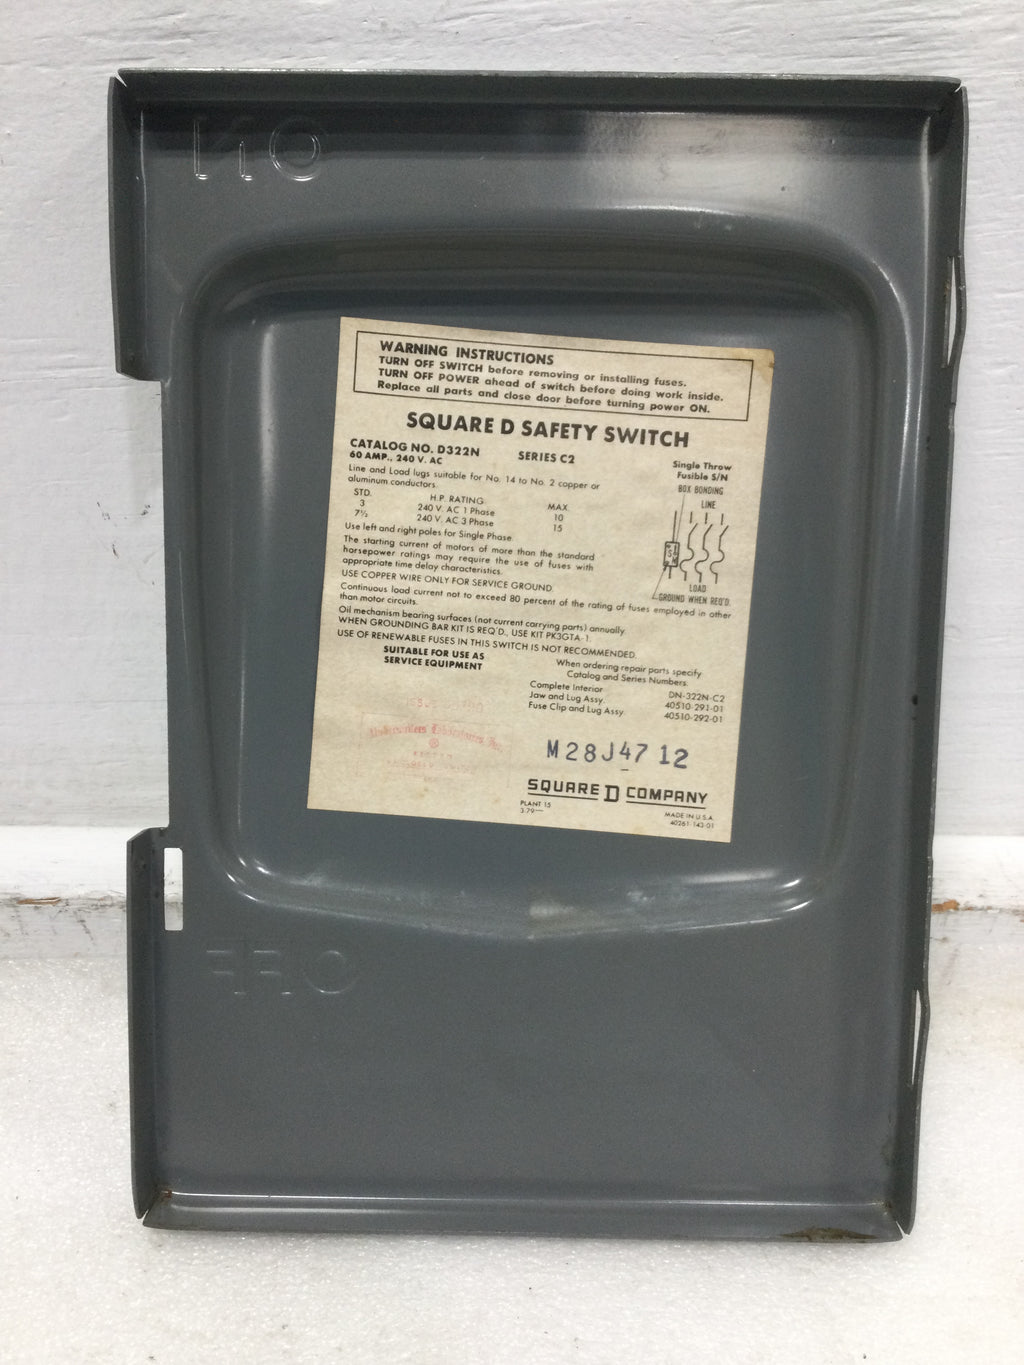 ON
WARNING INSTRUCTIONS
TURN OFF SWITCH before removing or installing fuses.
TURN OFF POWER ahead of switch before doing work inside.
Replace all parts and close door before turning power ON.
SQUARE D SAFETY SWITCH
CATALOG NO. D322N SERIES C2
60 AMP., 240 V. AC
Line and Load lugs suitable for No. 14 to No. 2 copper or
aluminum conductors.
STD. H.P. RATING MAX.
3 240 V. AC 1 Phase 10
7½ 240 V. AC 3 Phase 15
Use left and right poles for Single Phase.
The starting current of motors of more than the standard
horsepower ratings may require the use of fuses with
appropriate time delay characteristics.
USE COPPER WIRE ONLY FOR SERVICE GROUND.
Continuous load current not to exceed 80 percent of the rating of fuses employed in other
than motor circuits.
Oil mechanism bearing surfaces (not current carrying parts) annually.
WHEN GROUNDING BAR KIT IS REQ'D., USE KIT PK3GTA-1.
USE OF RENEWABLE FUSES IN THIS SWITCH IS NOT RECOMMENDED.
Single Throw
Fusible S/N
BOX BONDING
LINE
LOAD
GROUND WHEN REQ'D.
SUITABLE FOR USE AS
SERVICE EQUIPMENT
When ordering repair parts specify
Catalog and Series Numbers.
Complete Interior DN-322N-C2
Jaw and Lug Assy. 40510-291-01
Fuse Clip and Lug Assy. 40510-292-01
Underwriters Laboratories Inc.
M28J47 12
SQUARE D COMPANY
PLANT 15
3-79
MADE IN U.S.A.
40261-143-01
OFF